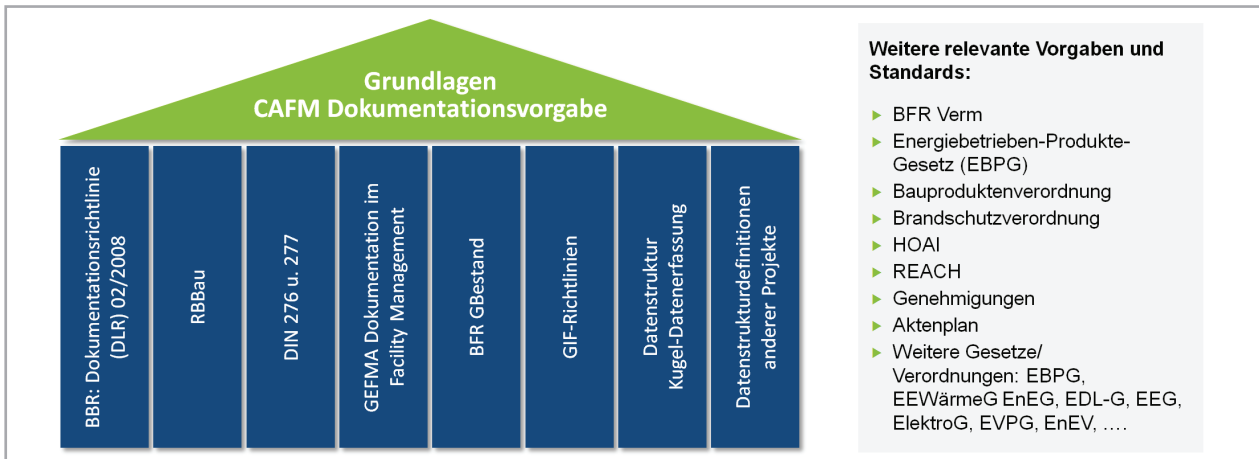 Grundlagen
CAFM Dokumentationsvorgabe
BBR: Dokumentationsrichtlinie
(DLR) 02/2008
RBBau
DIN 276 u. 277
GEFMA Dokumentation im
Facility Management
BFR GBestand
GIF-Richtlinien
Datenstruktur
Kugel-Datenerfassung
Datenstrukturdefinitionen
anderer Projekte
Weitere relevante Vorgaben und
Standards:
BFR Verm
Energiebetrieben-Produkte-
Gesetz (EBPG)
Bauproduktenverordnung
Brandschutzverordnung
HOAI
REACH
Genehmigungen
Aktenplan
Weitere Gesetze/
Verordnungen: EBPG,
EEWärmeG EnEG, EDL-G, EEG,
ElektroG, EVPG, EnEV, ….